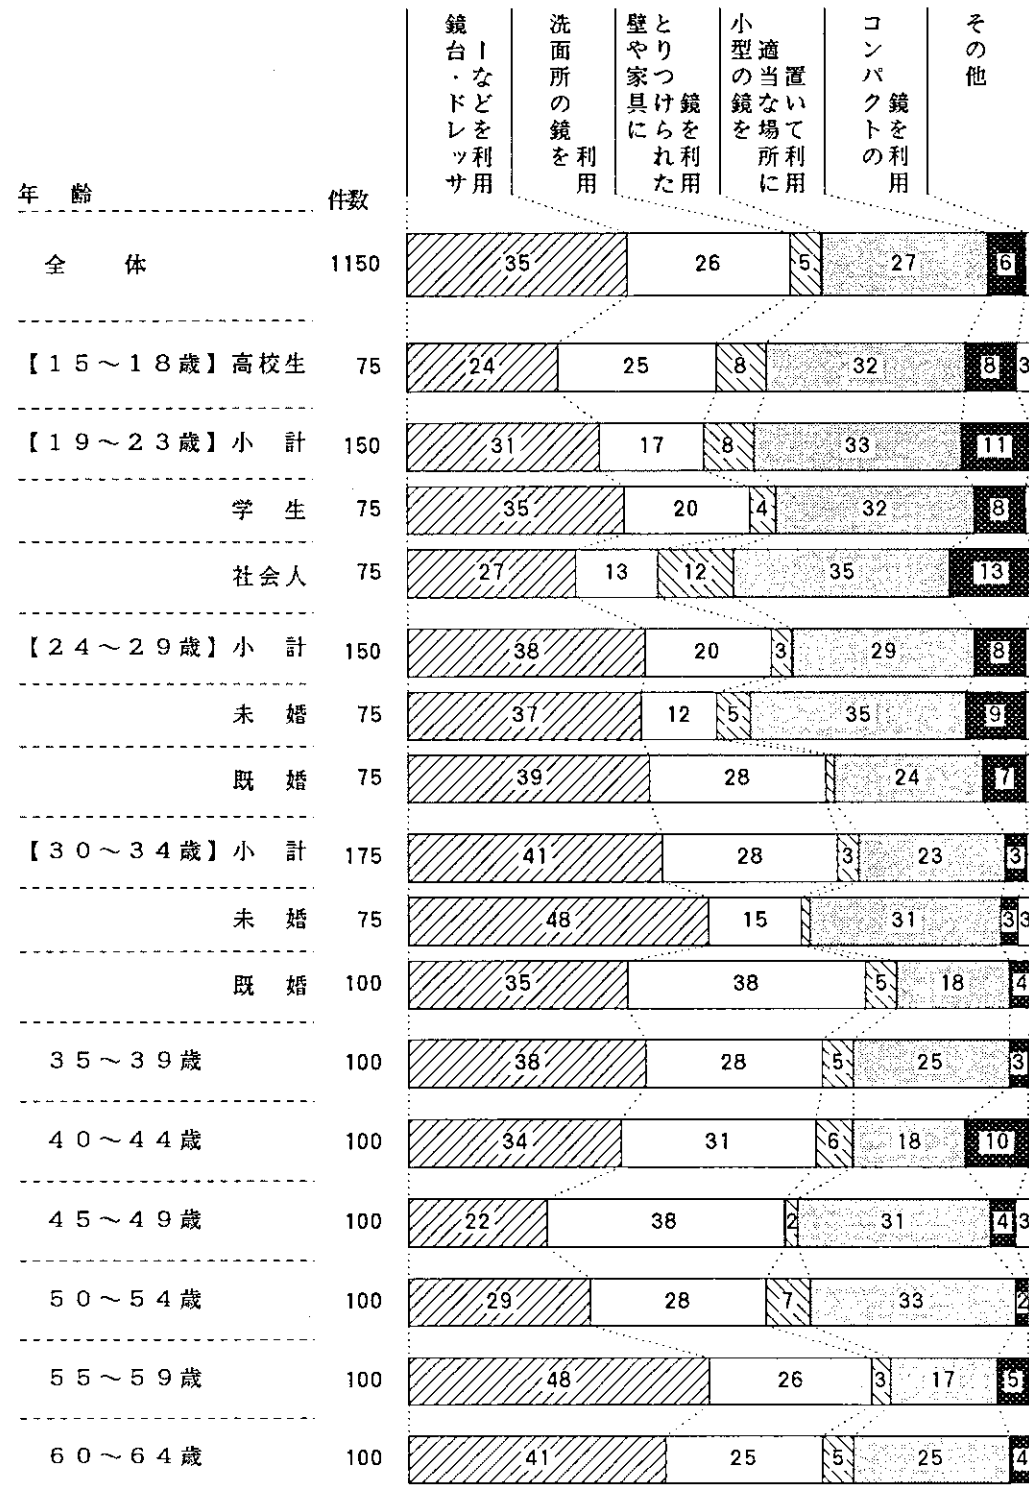 鏡台・ドレッサ
ーなどを利用
洗面所の鏡を
利用
壁や家具に
とりつけられた
鏡を利用
小型の鏡を
適当な場所に
置いて利用
コンパクトの
鏡を利用
その他
年 齢 件数
全 体 1150 35 26 5 27 6
【15～18歳】高校生 75 24 25 8 32 8 3
【19～23歳】小 計 150 31 17 8 33 11
学 生 75 35 20 4 32 8
社会人 75 27 13 12 35 13
【24～29歳】小 計 150 38 20 3 29 8
未 婚 75 37 12 5 35 9
既 婚 75 39 28 24 7
【30～34歳】小 計 175 41 28 3 23 3
未 婚 75 48 15 31 3 3
既 婚 100 35 38 5 18 4
35～39歳 100 38 28 5 25 3
40～44歳 100 34 31 6 18 10
45～49歳 100 22 38 2 31 4 3
50～54歳 100 29 28 7 33 2
55～59歳 100 48 26 3 17 5
60～64歳 100 41 25 5 25 4